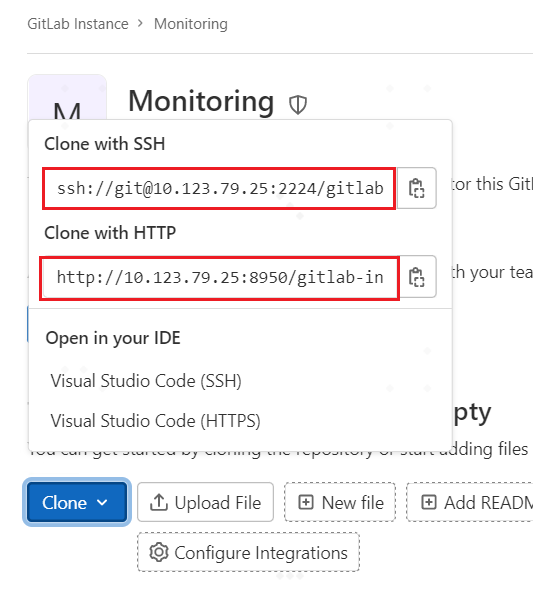 GitLab Instance > Monitoring
M
Monitoring
Clone with SSH
ssh://git@10.123.79.25:2224/gitlab
tor this Gitl
Clone with HTTP
http://10.123.79.25:8950/gitlab-in
th your tea
Open in your IDE
Visual Studio Code (SSH)
Visual Studio Code (HTTPS)
pty
You can get started by cloning the repository or start adding files
Clone
Upload File
New file
Add READM
Configure Integrations